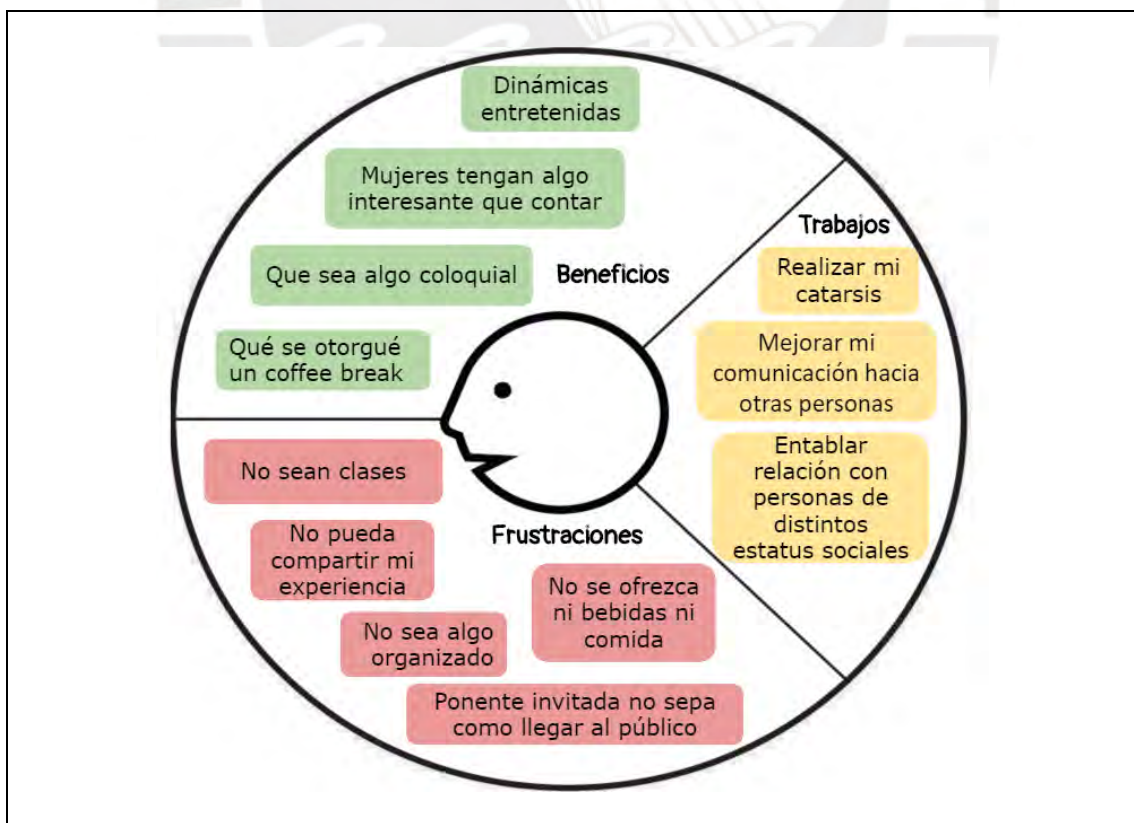 Dinámicas
entretenidas
Mujeres tengan algo
interesante que contar
Que sea algo coloquial
Beneficios
Qué se otorgué
un coffee break
Trabajos
Realizar mi
catarsis
Mejorar mi
comunicación hacia
otras personas
Entablar
relación con
personas de
distintos
estatus sociales
No sean clases
Frustraciones
No pueda
compartir mi
experiencia
No se ofrezca
ni bebidas ni
comida
No sea algo
organizado
Ponente invitada no sepa
como llegar al público